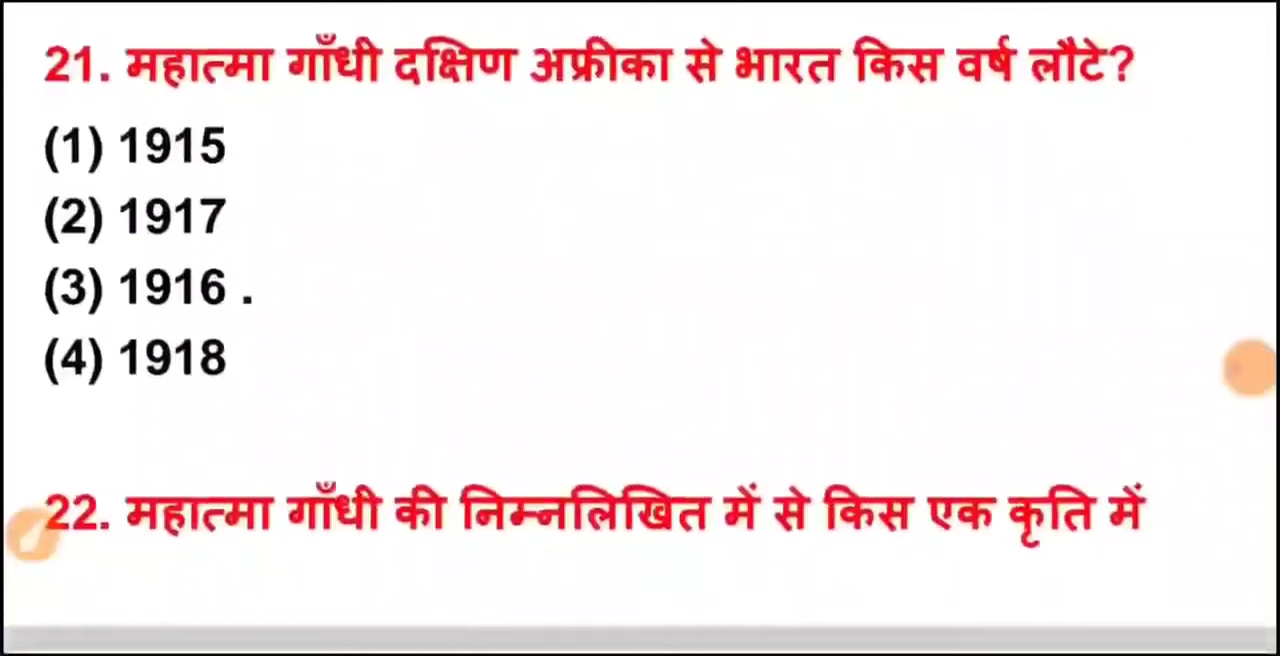 21. महात्मा गाँधी दक्षिण अफ्रीका से भारत किस वर्ष लौटे?
(1) 1915
(2) 1917
(3) 1916 .
(4) 1918
22. महात्मा गाँधी की निम्नलिखित में से किस एक कृति में